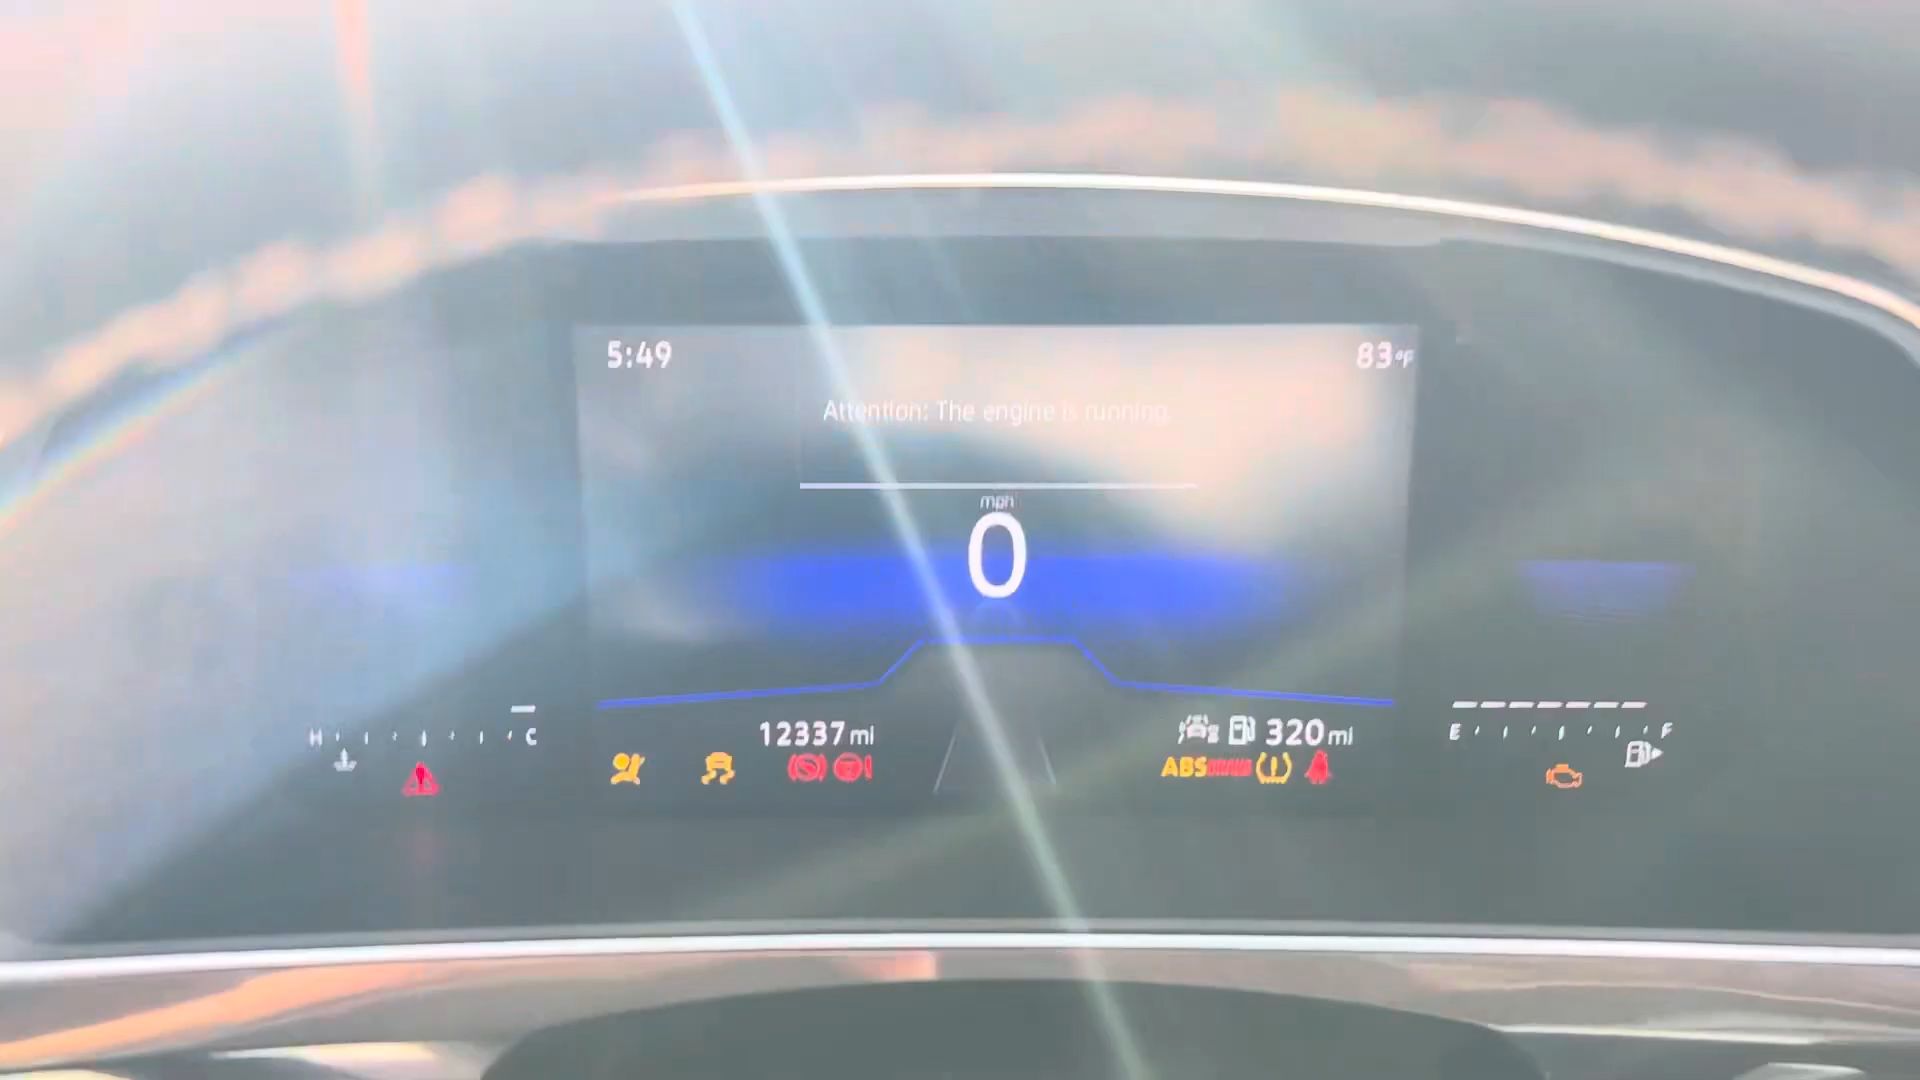 5:49
83°F
Attention: The engine is running.
mph
0
H C
12337 mi
320 mi
E F
ABS